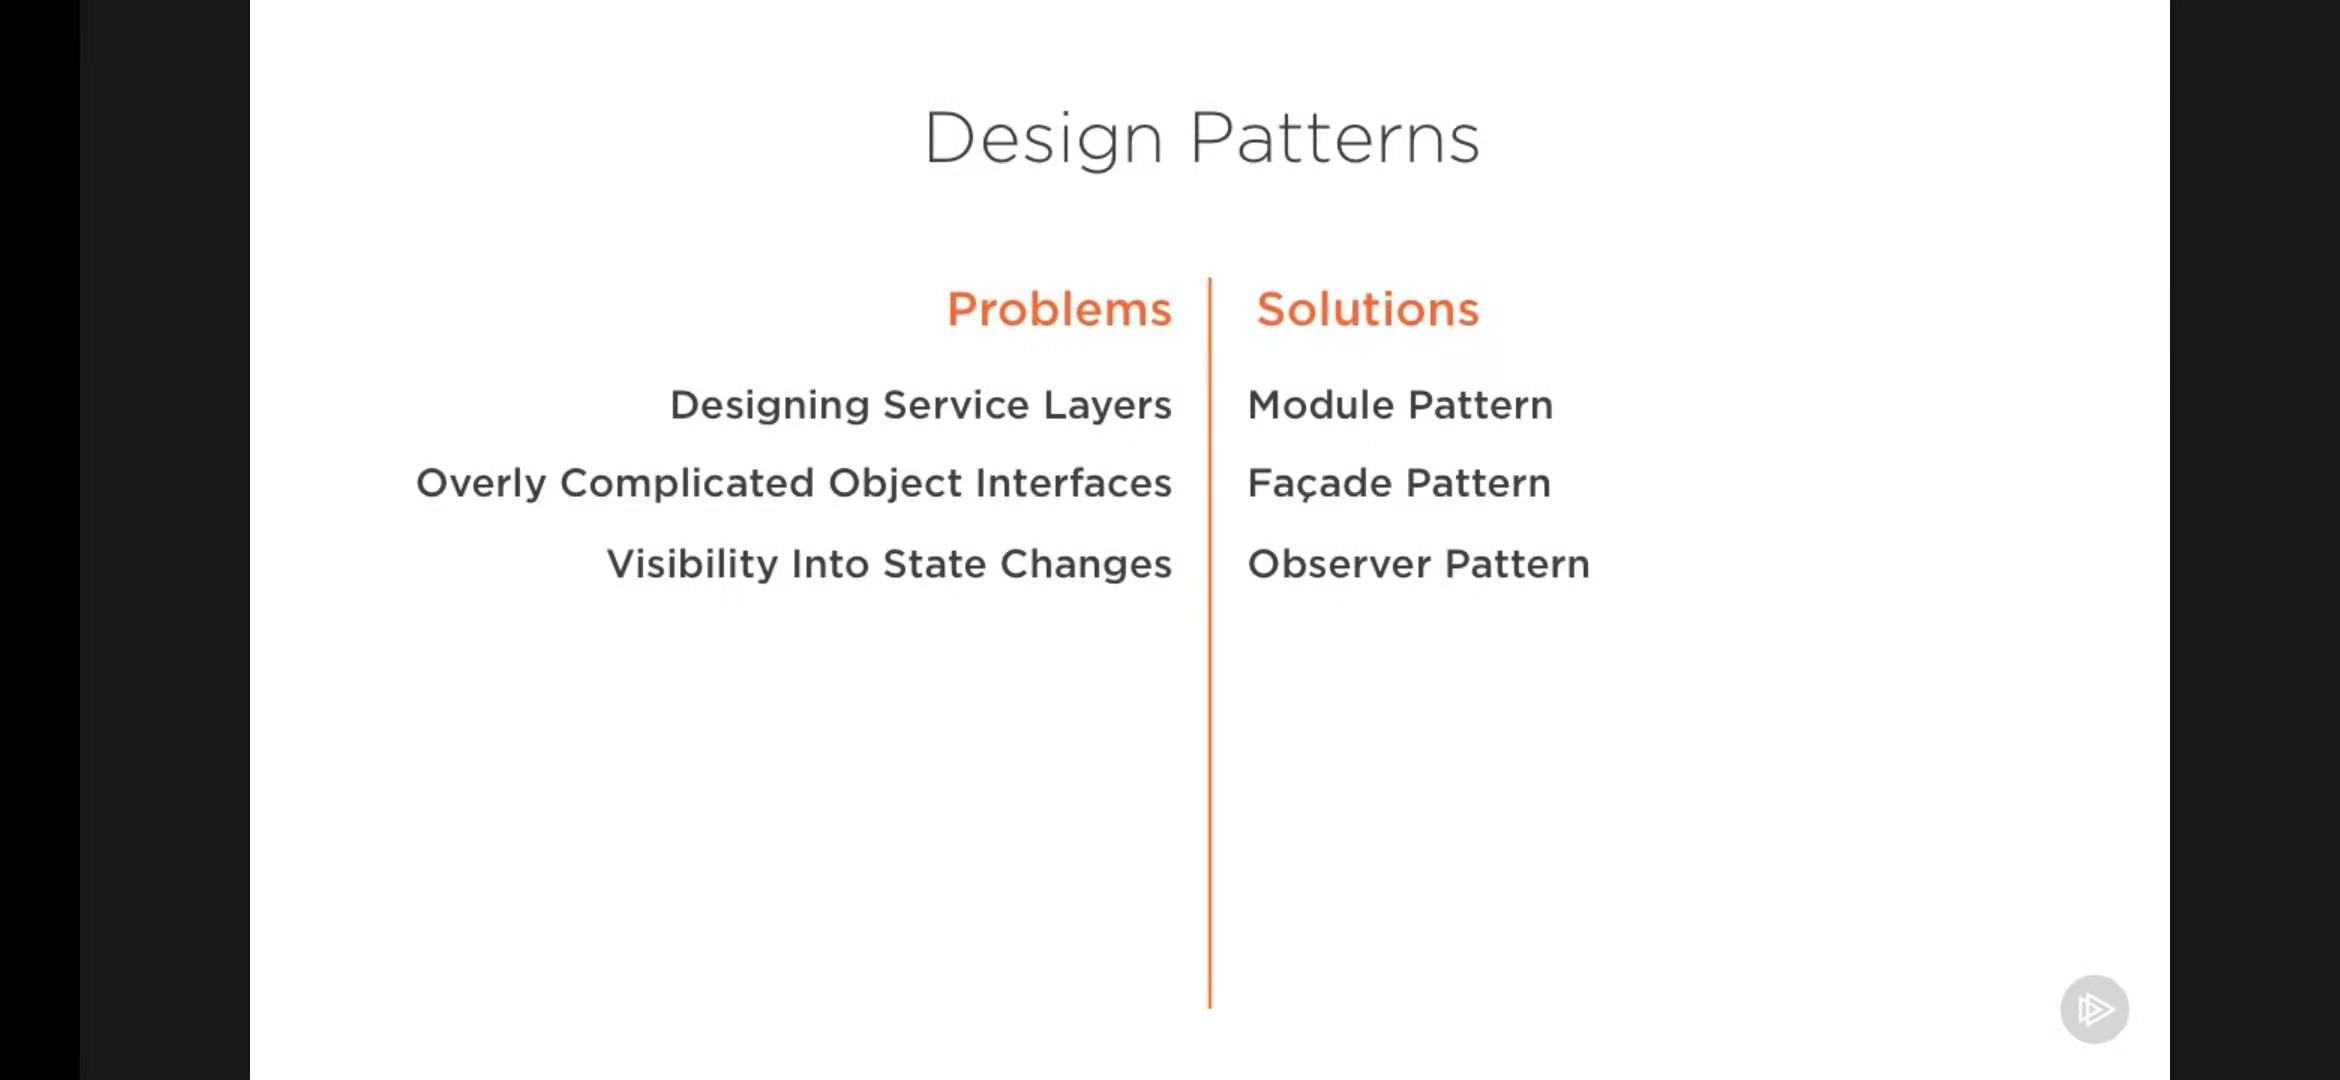 Design Patterns
Problems
Solutions
Designing Service Layers
Module Pattern
Overly Complicated Object Interfaces
Façade Pattern
Visibility Into State Changes
Observer Pattern